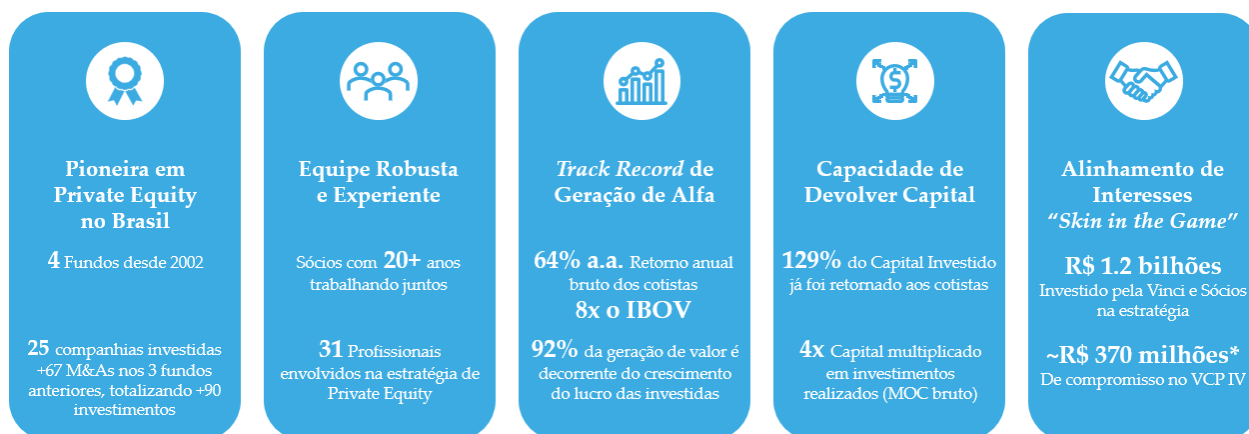 Pioneira em
Private Equity
no Brasil
4 Fundos desde 2002
25 companhias investidas
+67 M&As nos 3 fundos
anteriores, totalizando +90
investimentos
Equipe Robusta
e Experiente
Sócios com 20+ anos
trabalhando juntos
31 Profissionais
envolvidos na estratégia de
Private Equity
Track Record de
Geração de Alfa
64% a.a. Retorno anual
bruto dos cotistas
8x o IBOV
92% da geração de valor é
decorrente do crescimento
do lucro das investidas
$
Capacidade de
Devolver Capital
129% do Capital Investido
já foi retornado aos cotistas
4x Capital multiplicado
em investimentos
realizados (MOC bruto)
Alinhamento de
Interesses
“Skin in the Game”
R$ 1.2 bilhões
Investido pela Vinci e Sócios
na estratégia
~R$ 370 milhões*
De compromisso no VCP IV